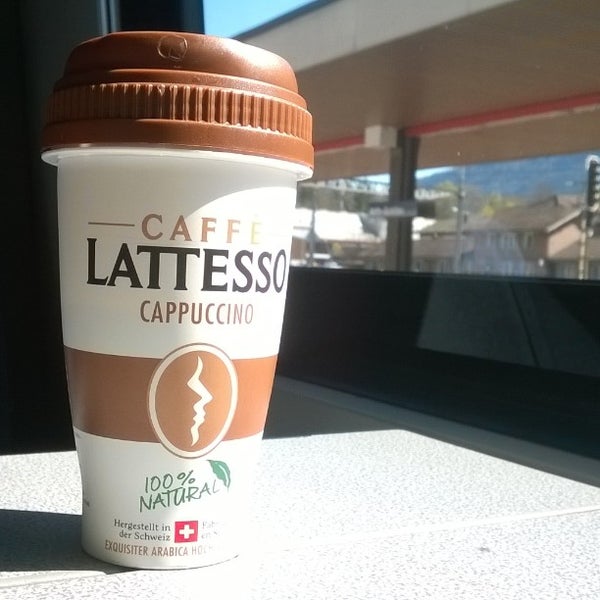 CAFFÈ
LATTESSO
CAPPUCCINO
100%
NATURAL
Hergestellt in
der Schweiz
EXQUISITER ARABICA